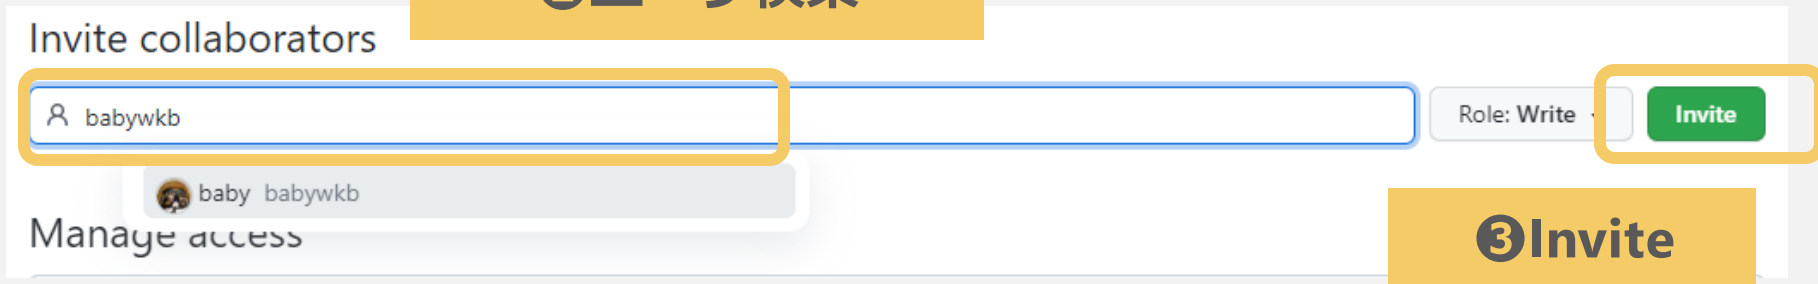 Invite collaborators
babywkb
Role: Write
Invite
baby babywkb
Manage access
❸Invite